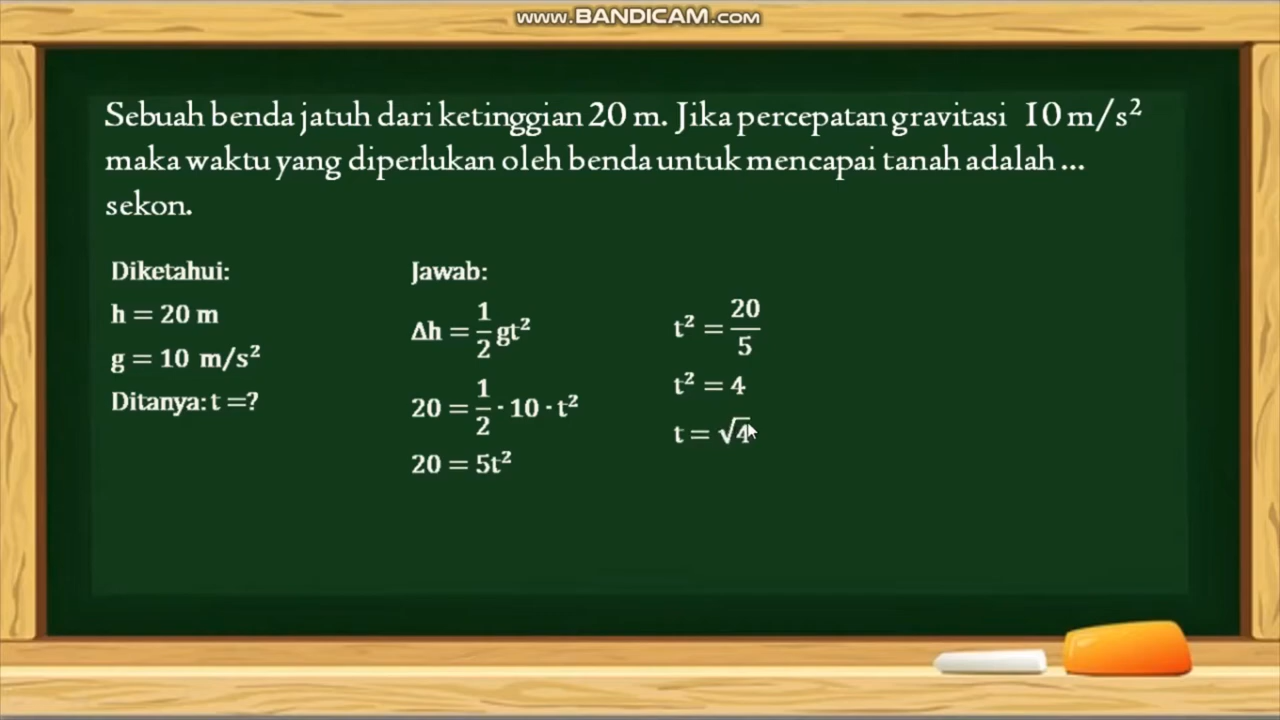 www.BANDICAM.com
Sebuah benda jatuh dari ketinggian 20 m. Jika percepatan gravitasi 10 m/s²
maka waktu yang diperlukan oleh benda untuk mencapai tanah adalah ...
sekon.
Diketahui:
h = 20 m
g = 10 m/s²
Ditanya: t =?
Jawab:
Δh = 1/2 gt²
20 = 1/2 · 10 · t²
20 = 5t²
t² = 20/5
t² = 4
t = √4